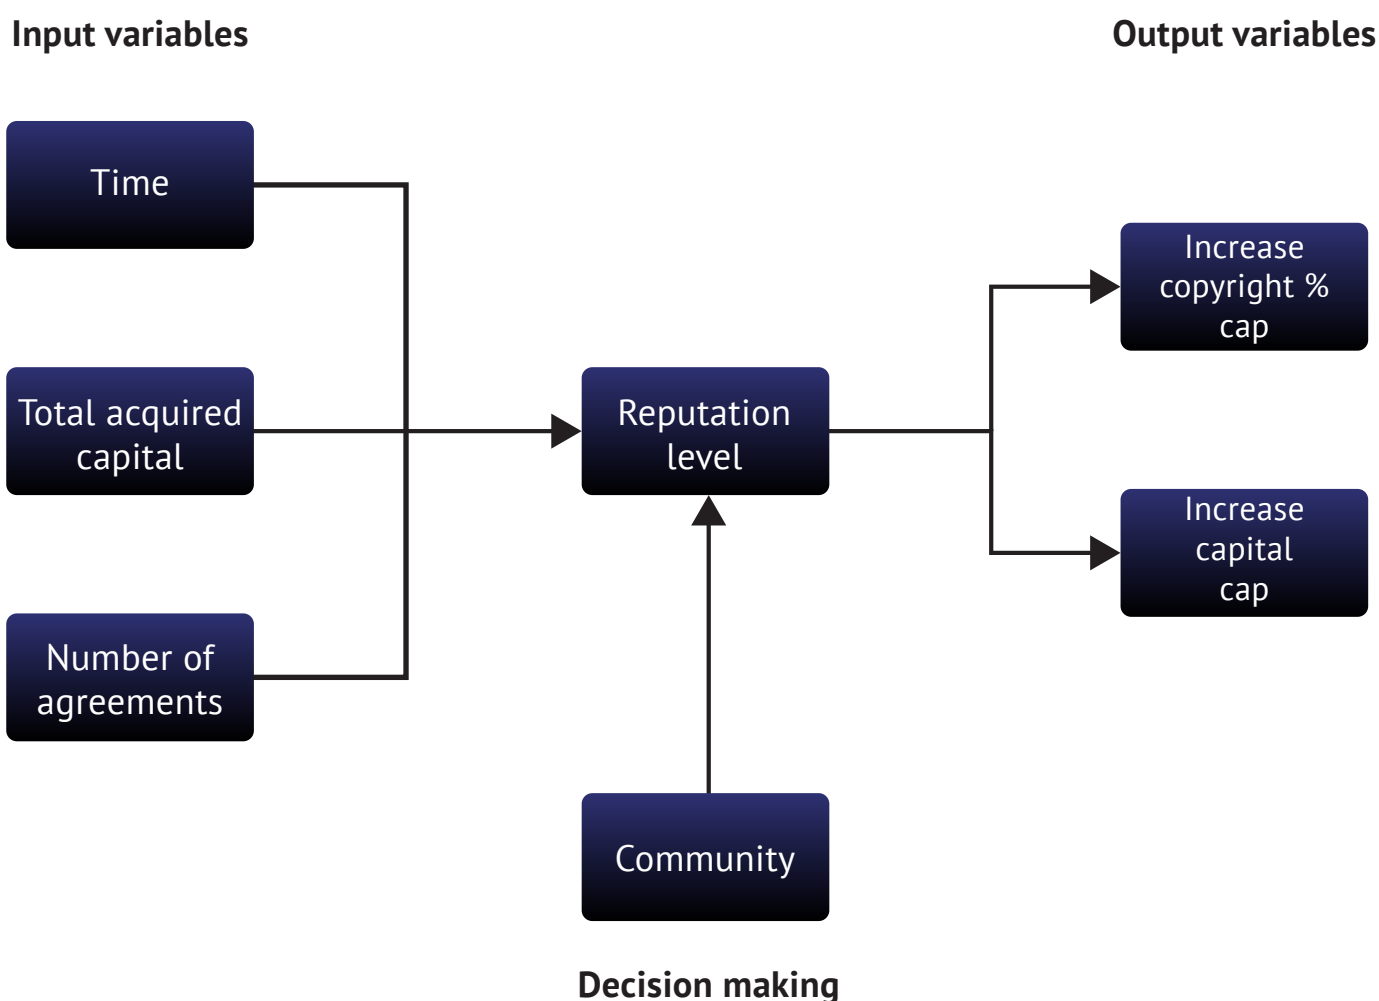 Input variables
Output variables
Time
Increase
copyright %
cap
Total acquired
capital
Reputation
level
Increase
capital
cap
Number of
agreements
Community
Decision making